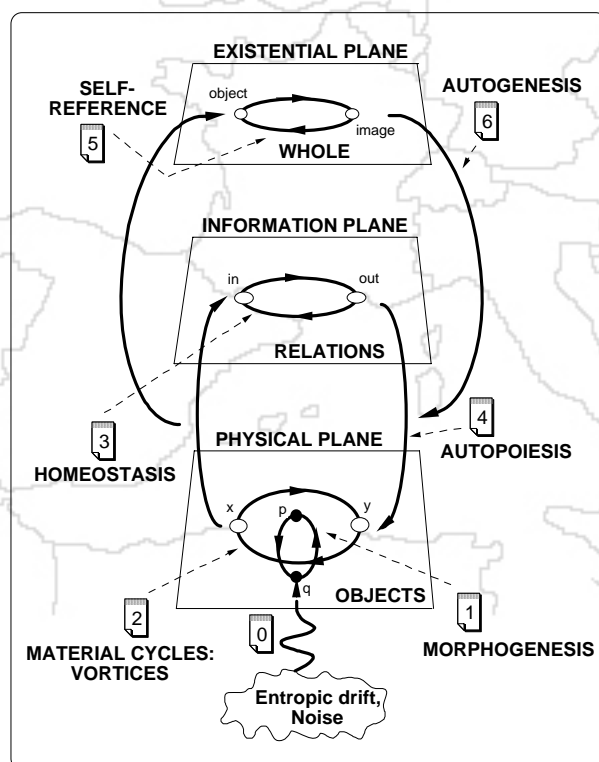 EXISTENTIAL PLANE
SELF-
REFERENCE
5
object
image
WHOLE
AUTOGENESIS
6
INFORMATION PLANE
in
out
RELATIONS
3
HOMEOSTASIS
4
AUTOPOIESIS
PHYSICAL PLANE
x
y
p
q
OBJECTS
2
MATERIAL CYCLES:
VORTICES
0
1
MORPHOGENESIS
Entropic drift,
Noise